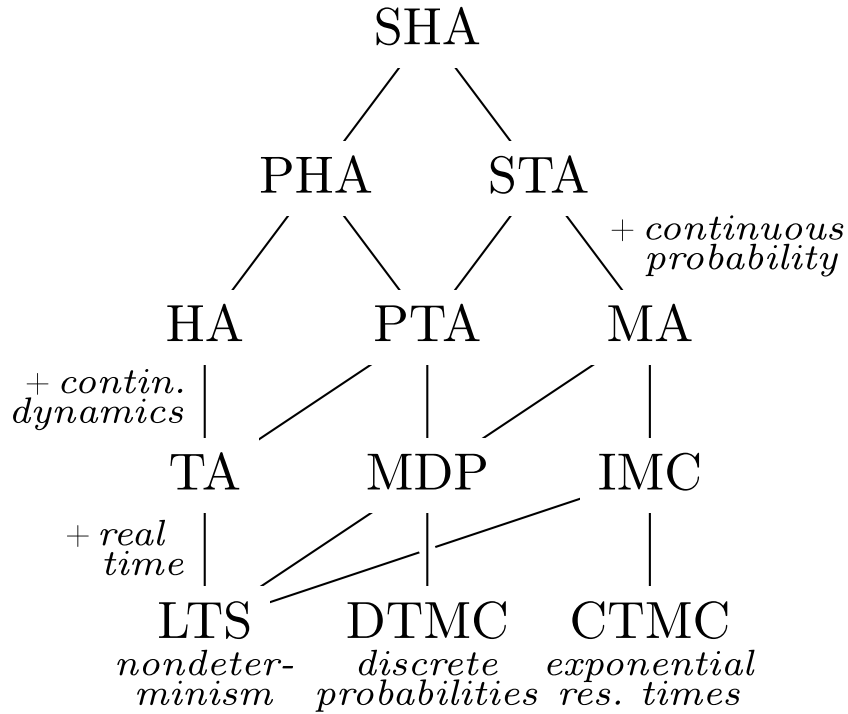 SHA
PHA STA
+ continuous
probability
HA PTA MA
+ contin.
dynamics
TA MDP IMC
+ real
time
LTS DTMC CTMC
nondeter- discrete exponential
minism probabilities res. times